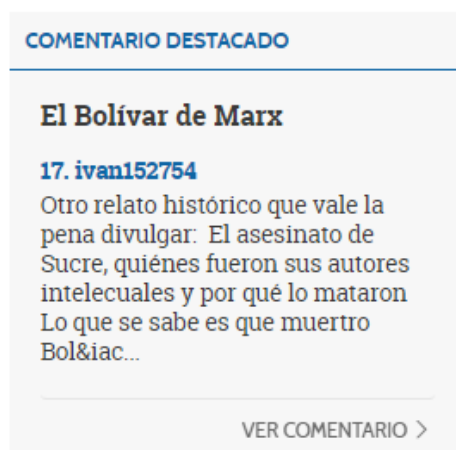 COMENTARIO DESTACADO
El Bolívar de Marx
17. ivan152754
Otro relato histórico que vale la
pena divulgar:  El asesinato de
Sucre, quiénes fueron sus autores
intelecuales y por qué lo mataron
Lo que se sabe es que muertro
Bol&iac...
VER COMENTARIO >